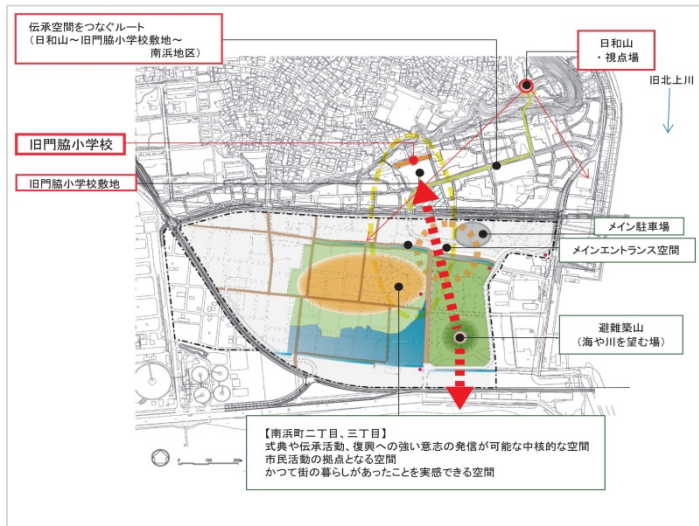 伝承空間をつなぐルート
（日和山～旧門脇小学校敷地～
南浜地区）
日和山
・視点場
旧北上川
旧門脇小学校
旧門脇小学校敷地
メイン駐車場
メインエントランス空間
避難築山
（海や川を望む場）
【南浜町二丁目、三丁目】
式典や伝承活動、復興への強い意志の発信が可能な中核的な空間
市民活動の拠点となる空間
かつて街の暮らしがあったことを実感できる空間